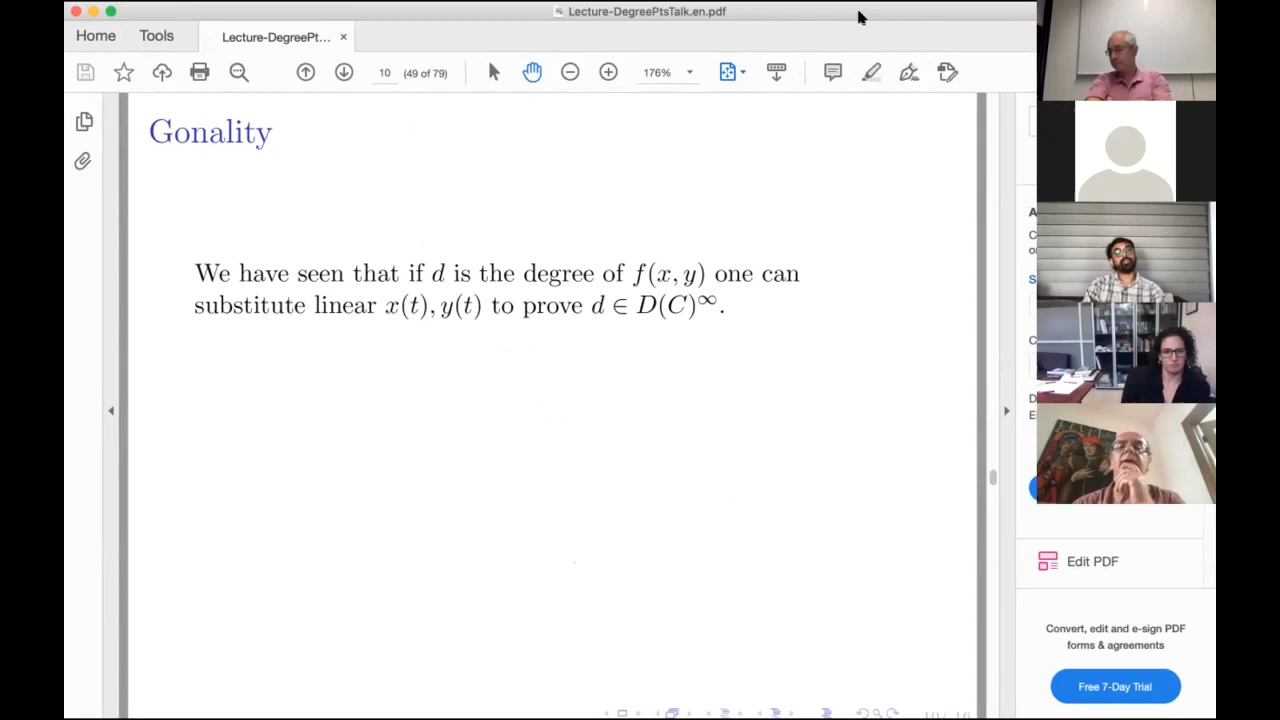 Lecture-DegreePtsTalk.en.pdf
Home Tools Lecture-DegreePt... ×
10 (49 of 79) 176%
Gonality
We have seen that if d is the degree of f(x, y) one can
substitute linear x(t), y(t) to prove d ∈ D(C)^∞.
Edit PDF
Convert, edit and e-sign PDF
forms & agreements
Free 7-Day Trial